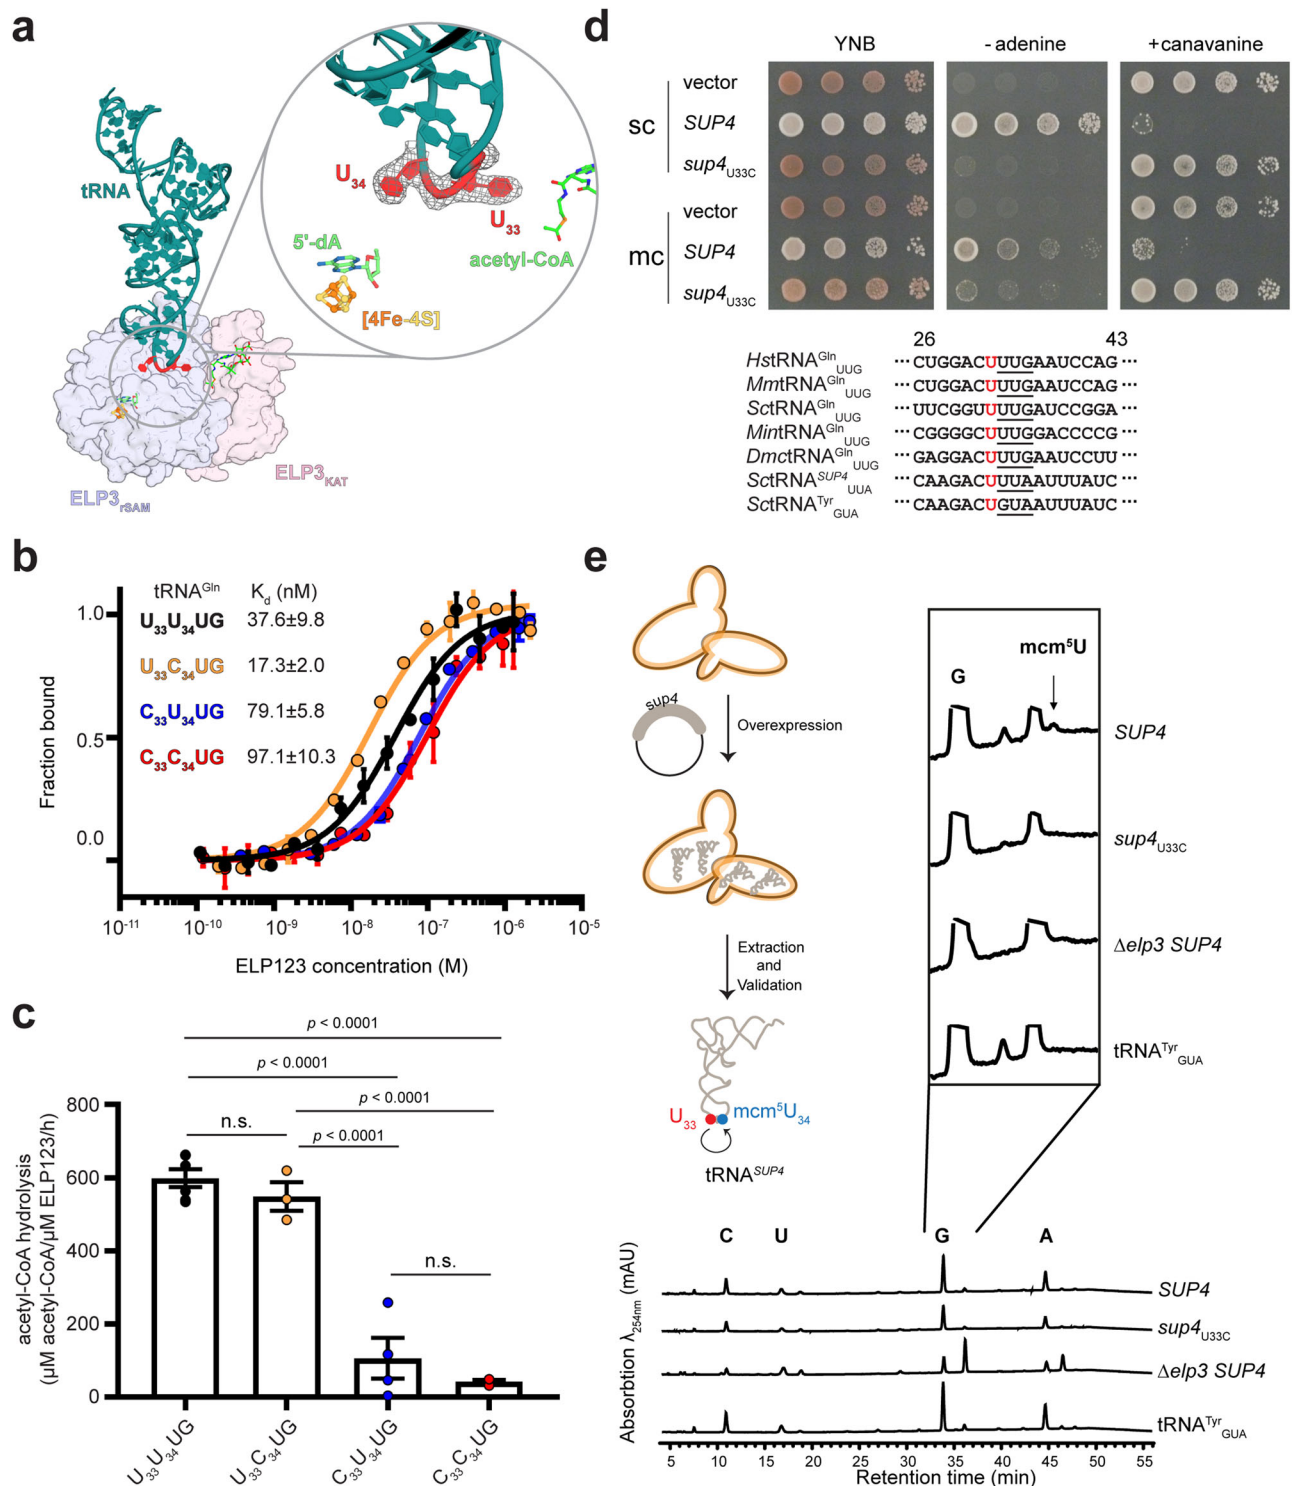 a
tRNA
U34
U33
5'-dA
acetyl-CoA
[4Fe-4S]
ELP3KAT
ELP3rSAM
b
tRNAGln Kd (nM)
U33U34UG 37.6±9.8
U33C34UG 17.3±2.0
C33U34UG 79.1±5.8
C33C34UG 97.1±10.3
Fraction bound
1.0
0.5
0.0
10-11 10-10 10-9 10-8 10-7 10-6 10-5
ELP123 concentration (M)
c
p < 0.0001
p < 0.0001
p < 0.0001
n.s.
p < 0.0001
n.s.
acetyl-CoA hydrolysis
(µM acetyl-CoA/µM ELP123/h)
800
600
400
200
0
U33U34UG U33C34UG C33U34UG C33C34UG
d
YNB - adenine +canavanine
sc
vector
SUP4
sup4U33C
mc
vector
SUP4
sup4U33C
26 43
HstRNAGlnUUG ··· CUGGACUUUGAAUCCAG ···
MmtRNAGlnUUG ··· CUGGACUUUGAAUCCAG ···
SctRNAGlnUUG ··· UUCGGUUUUGAUCCGGA ···
MintRNAGlnUUG ··· CGGGGCUUUGGACCCCG ···
DmctRNAGlnUUG ··· GAGGACUUUGAAUCCUU ···
SctRNASUP4UUA ··· CAAGACUUUAAUUUAUC ···
SctRNATyrGUA ··· CAAGACUGUAAUUUAUC ···
e
sup4
Overexpression
Extraction
and
Validation
U33
mcm5U34
tRNASUP4
mcm5U
G
SUP4
sup4U33C
Δelp3 SUP4
tRNATyrGUA
C U G A
Absorbtion λ254nm (mAU)
SUP4
sup4U33C
Δelp3 SUP4
tRNATyrGUA
5 10 15 20 25 30 35 40 45 50 55
Retention time (min)